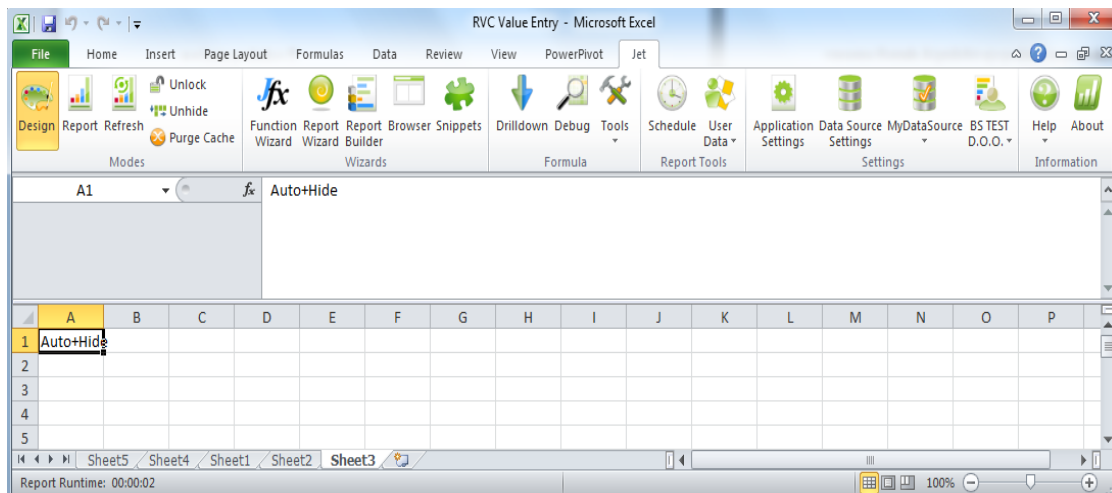 RVC Value Entry - Microsoft Excel
File Home Insert Page Layout Formulas Data Review View PowerPivot Jet
Design Report Refresh
Unlock
Unhide
Purge Cache
Function Wizard Report Wizard Report Builder Browser Snippets
Drilldown Debug Tools
Schedule User Data
Application Settings Data Source Settings MyDataSource BS TEST D.O.O.
Help About
Modes Wizards Formula Report Tools Settings Information
A1 fx Auto+Hide
A B C D E F G H I J K L M N O P
1 Auto+Hide
2
3
4
5
Sheet5 Sheet4 Sheet1 Sheet2 Sheet3
Report Runtime: 00:00:02 100%